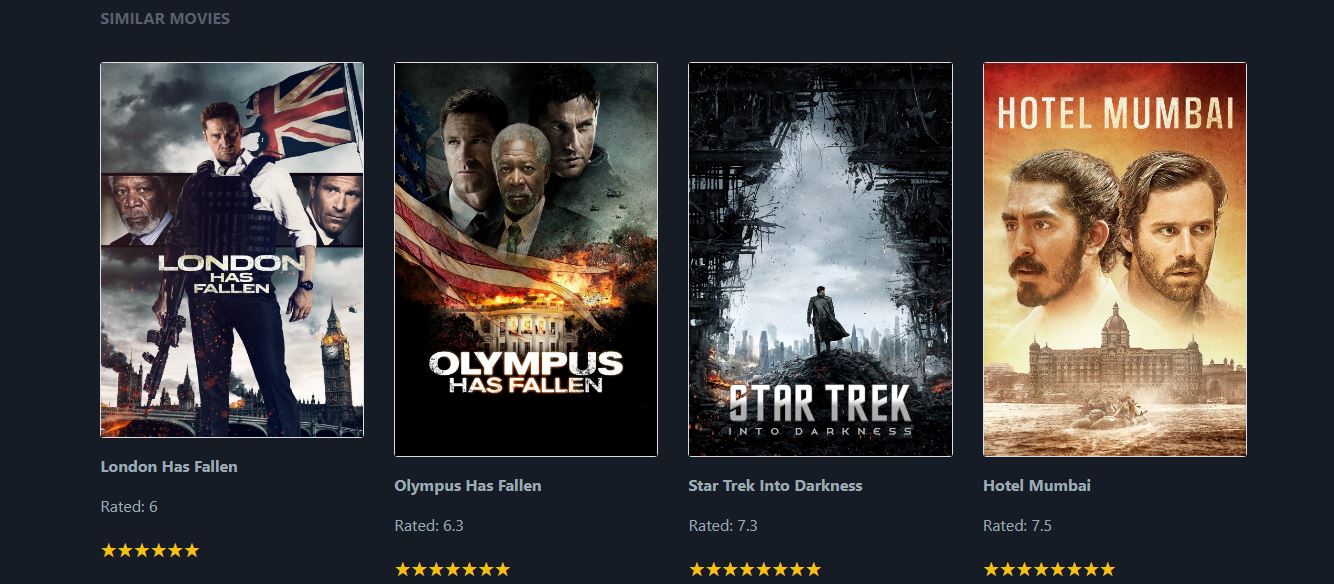 SIMILAR MOVIES
LONDON
HAS
FALLEN
London Has Fallen
Rated: 6
★★★★★★
OLYMPUS
HAS FALLEN
Olympus Has Fallen
Rated: 6.3
★★★★★★★
STAR TREK
INTO DARKNESS
Star Trek Into Darkness
Rated: 7.3
★★★★★★★★
HOTEL MUMBAI
Hotel Mumbai
Rated: 7.5
★★★★★★★★